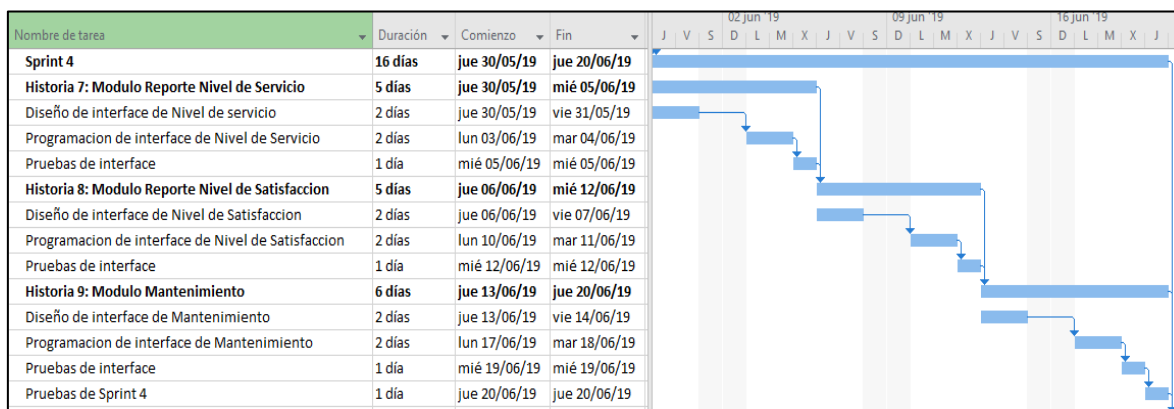 02 jun '19 09 jun '19 16 jun '19
Nombre de tarea Duración Comienzo Fin J V S D L M X J V S D L M X J V S D L M X J
Sprint 4 16 días jue 30/05/19 jue 20/06/19
Historia 7: Modulo Reporte Nivel de Servicio 5 días jue 30/05/19 mié 05/06/19
Diseño de interface de Nivel de servicio 2 días jue 30/05/19 vie 31/05/19
Programacion de interface de Nivel de Servicio 2 días lun 03/06/19 mar 04/06/19
Pruebas de interface 1 día mié 05/06/19 mié 05/06/19
Historia 8: Modulo Reporte Nivel de Satisfaccion 5 días jue 06/06/19 mié 12/06/19
Diseño de interface de Nivel de Satisfaccion 2 días jue 06/06/19 vie 07/06/19
Programacion de interface de Nivel de Satisfaccion 2 días lun 10/06/19 mar 11/06/19
Pruebas de interface 1 día mié 12/06/19 mié 12/06/19
Historia 9: Modulo Mantenimiento 6 días jue 13/06/19 jue 20/06/19
Diseño de interface de Mantenimiento 2 días jue 13/06/19 vie 14/06/19
Programacion de interface de Mantenimiento 2 días lun 17/06/19 mar 18/06/19
Pruebas de interface 1 día mié 19/06/19 mié 19/06/19
Pruebas de Sprint 4 1 día jue 20/06/19 jue 20/06/19